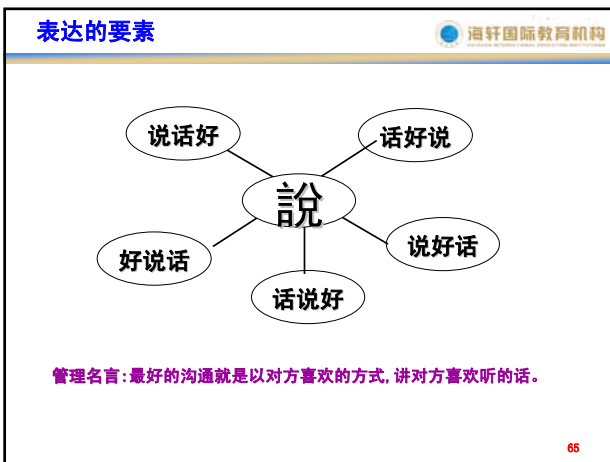 表达的要素
海轩国际教育机构
说话好
话好说
說
好说话
说好话
话说好
管理名言:最好的沟通就是以对方喜欢的方式,讲对方喜欢听的话。
65